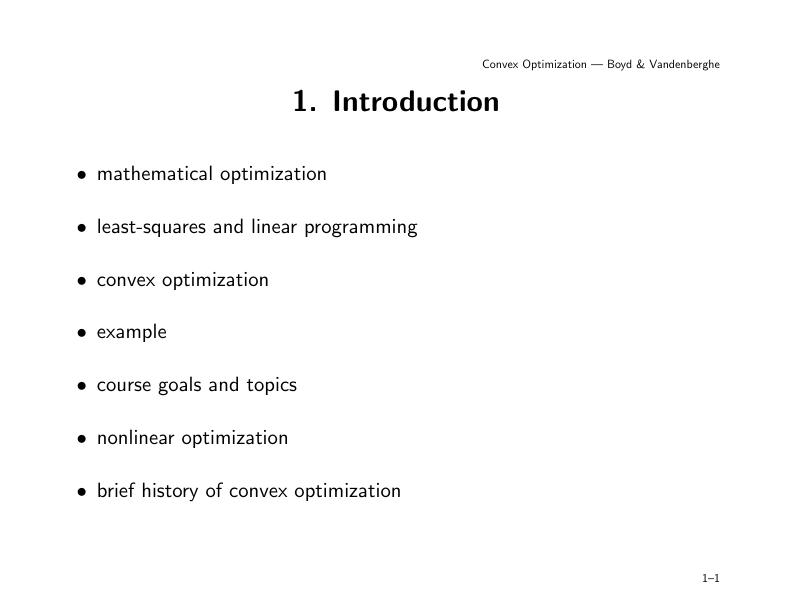 Convex Optimization — Boyd & Vandenberghe
1. Introduction
• mathematical optimization
• least-squares and linear programming
• convex optimization
• example
• course goals and topics
• nonlinear optimization
• brief history of convex optimization
1–1